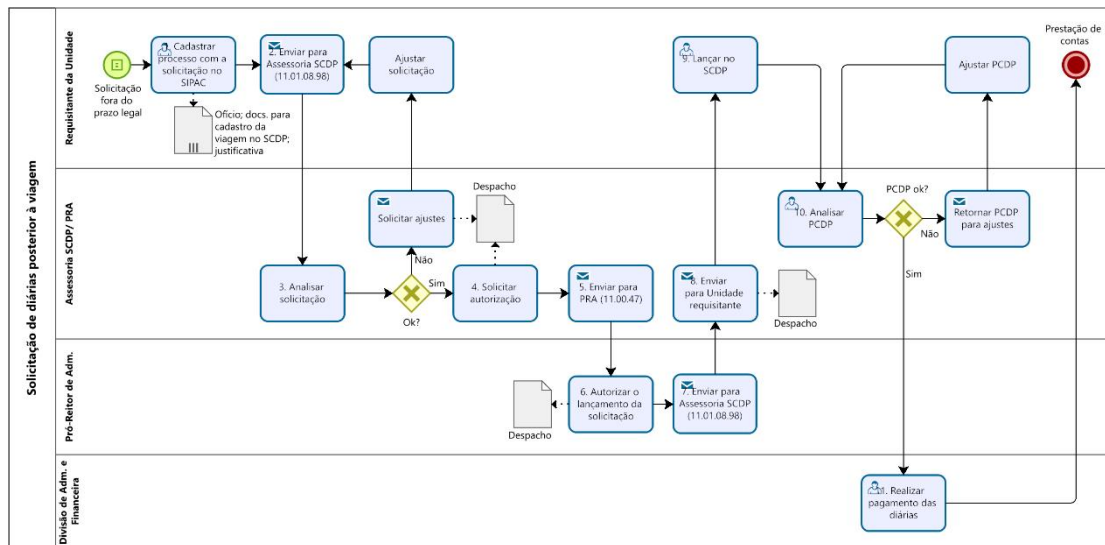 Solicitação de diárias posterior à viagem
Requisitante da Unidade
Solicitação
fora do
prazo legal
Cadastrar
processo com a
solicitação no
SIPAC
Ofício; docs. para
cadastro da
viagem no SCDP;
justificativa
2. Enviar para
Assessoria SCDP
(11.01.08.98)
Ajustar
solicitação
9. Lançar no
SCDP
Ajustar PCDP
Prestação de
contas
Assessoria SCDP/ PRA
3. Analisar
solicitação
Ok?
Não
Sim
Solicitar ajustes
Despacho
4. Solicitar
autorização
5. Enviar para
PRA (11.00.47)
8. Enviar
para Unidade
requisitante
Despacho
10. Analisar
PCDP
PCDP ok?
Não
Sim
Retornar PCDP
para ajustes
Pró-Reitor de Adm.
6. Autorizar o
lançamento da
solicitação
Despacho
7. Enviar para
Assessoria SCDP
(11.01.08.98)
Divisão de Adm. e
Financeira
1. Realizar
pagamento das
diárias